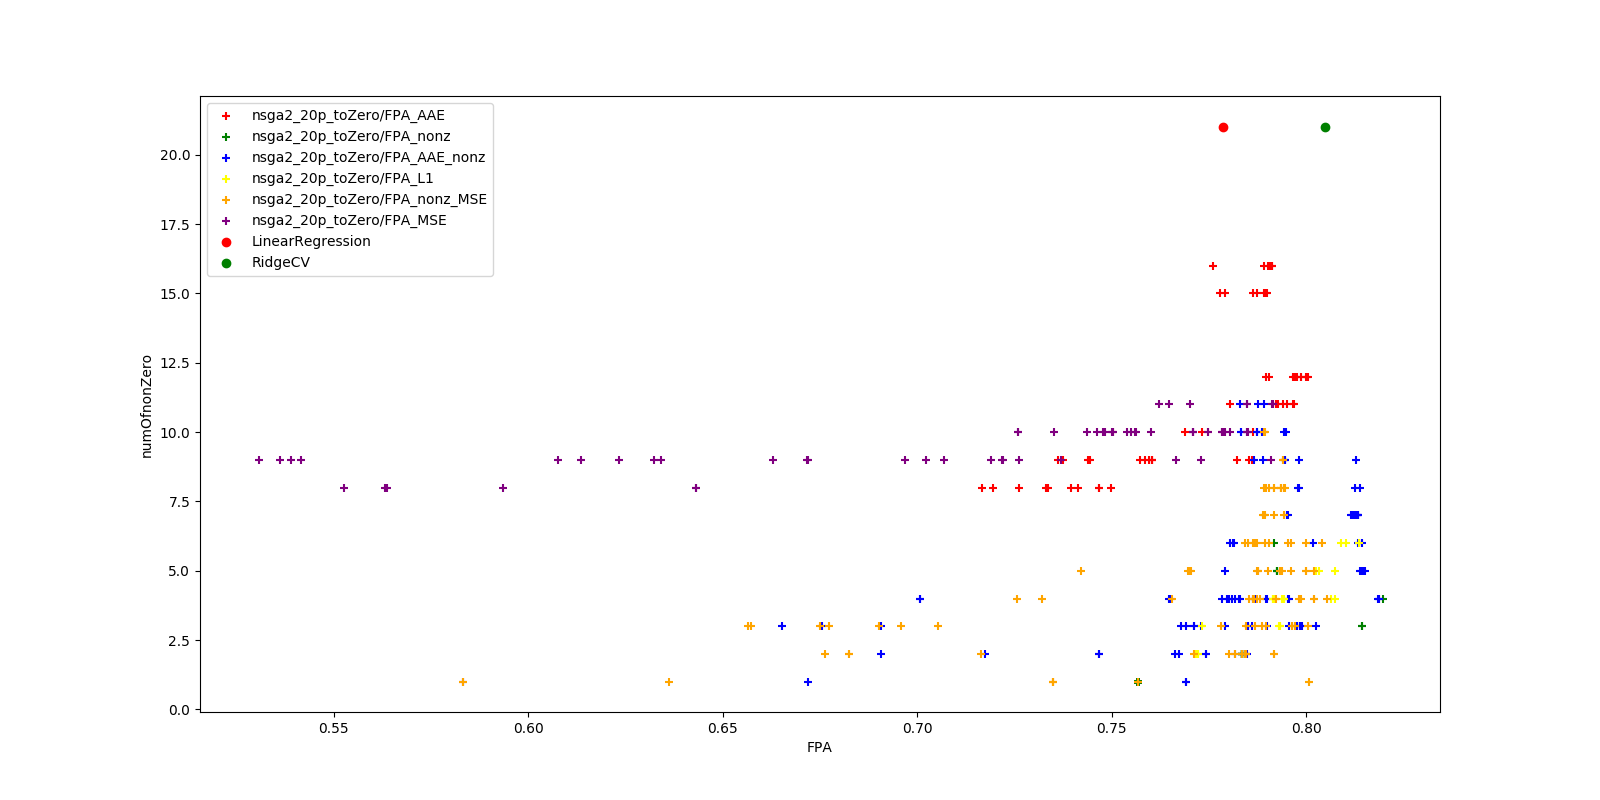 nsga2_20p_toZero/FPA_AAE
nsga2_20p_toZero/FPA_nonz
nsga2_20p_toZero/FPA_AAE_nonz
nsga2_20p_toZero/FPA_L1
nsga2_20p_toZero/FPA_nonz_MSE
nsga2_20p_toZero/FPA_MSE
LinearRegression
RidgeCV
numOfnonZero
20.0
17.5
15.0
12.5
10.0
7.5
5.0
2.5
0.0
0.55 0.60 0.65 0.70 0.75 0.80
FPA